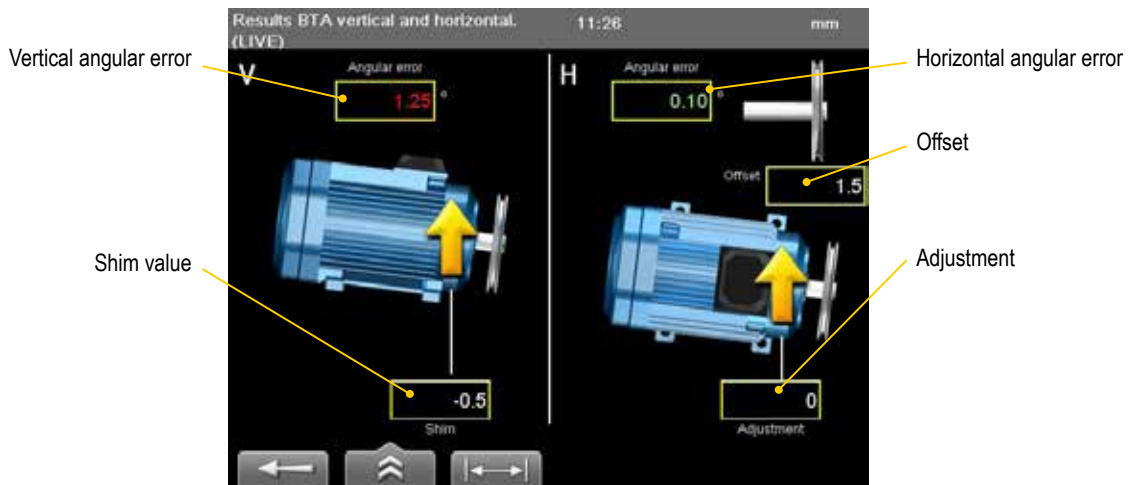 Results BTA vertical and horizontal. 11:26 mm
(LIVE)
Vertical angular error
Horizontal angular error
V
Angular error
1.25 °
H
Angular error
0.10 °
Offset
Offset
1.5
Shim value
Adjustment
-0.5
Shim
0
Adjustment